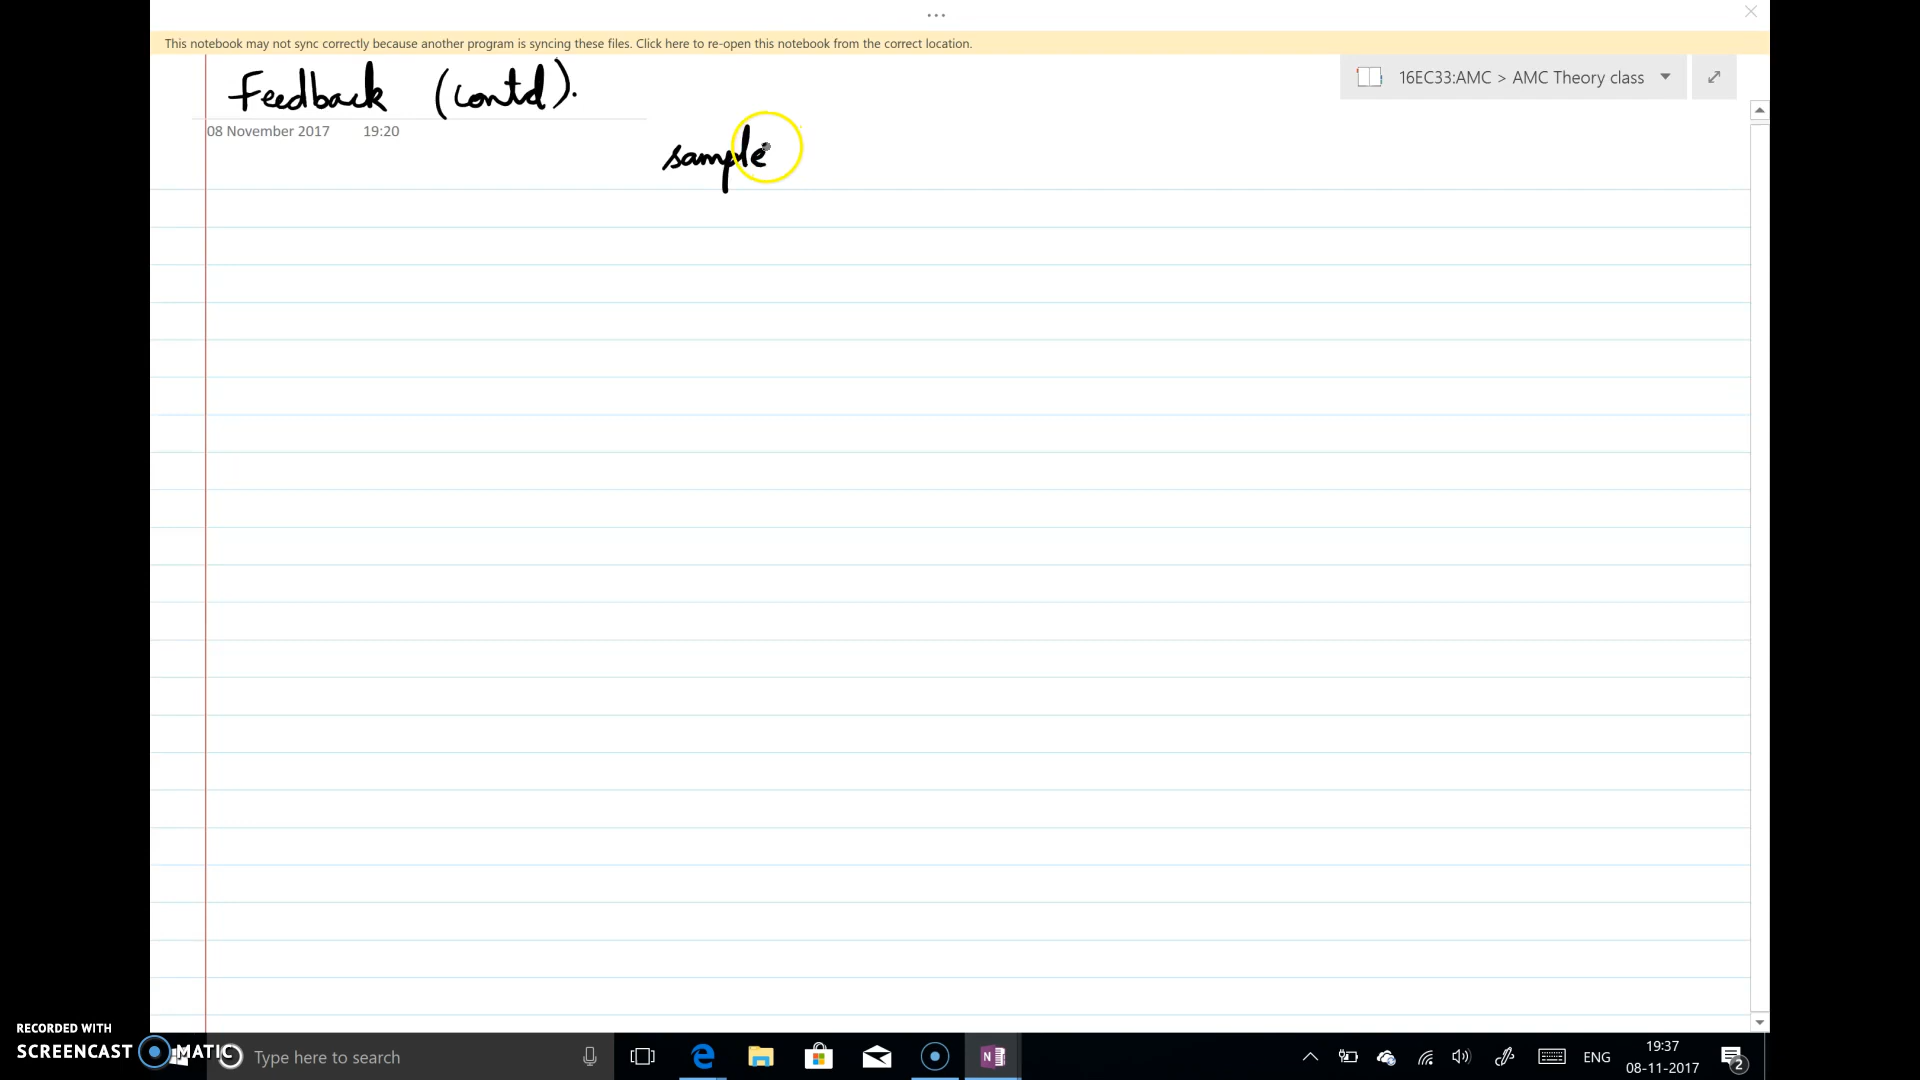 ...
This notebook may not sync correctly because another program is syncing these files. Click here to re-open this notebook from the correct location.
Feedback (contd).
16EC33:AMC > AMC Theory class
08 November 2017 19:20
sample
RECORDED WITH
SCREENCAST MATIC
Type here to search
N
ENG
19:37
08-11-2017
2